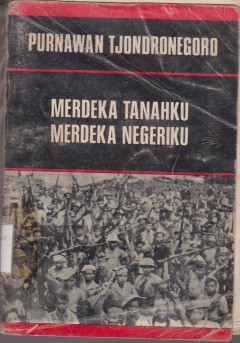 PURNAWAN TJONDRONEGORO
MERDEKA TANAHKU
MERDEKA NEGERIKU